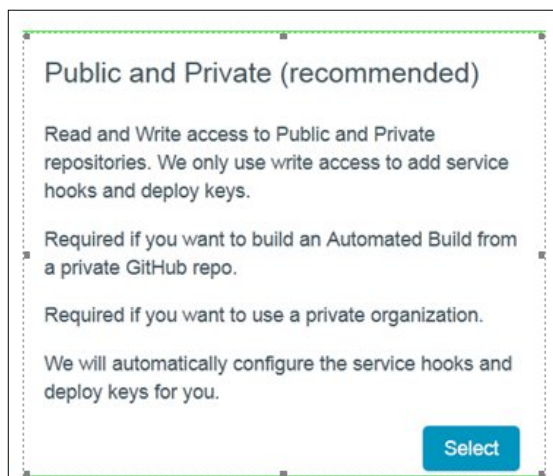 Public and Private (recommended)
Read and Write access to Public and Private
repositories. We only use write access to add service
hooks and deploy keys.
Required if you want to build an Automated Build from
a private GitHub repo.
Required if you want to use a private organization.
We will automatically configure the service hooks and
deploy keys for you.
Select